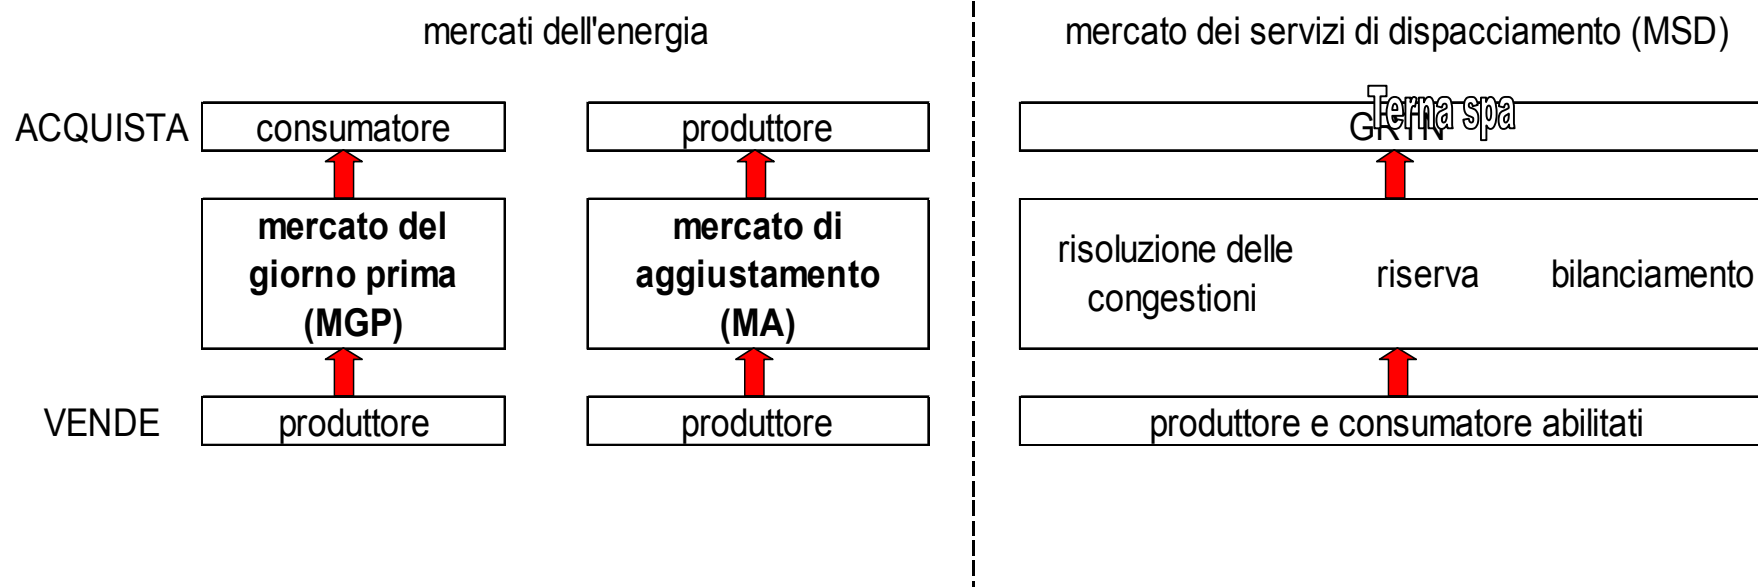 mercati dell'energia
mercato dei servizi di dispacciamento (MSD)
ACQUISTA
consumatore
produttore
GRTN
Terna spa
mercato del
giorno prima
(MGP)
mercato di
aggiustamento
(MA)
risoluzione delle
congestioni
riserva
bilanciamento
VENDE
produttore
produttore
produttore e consumatore abilitati